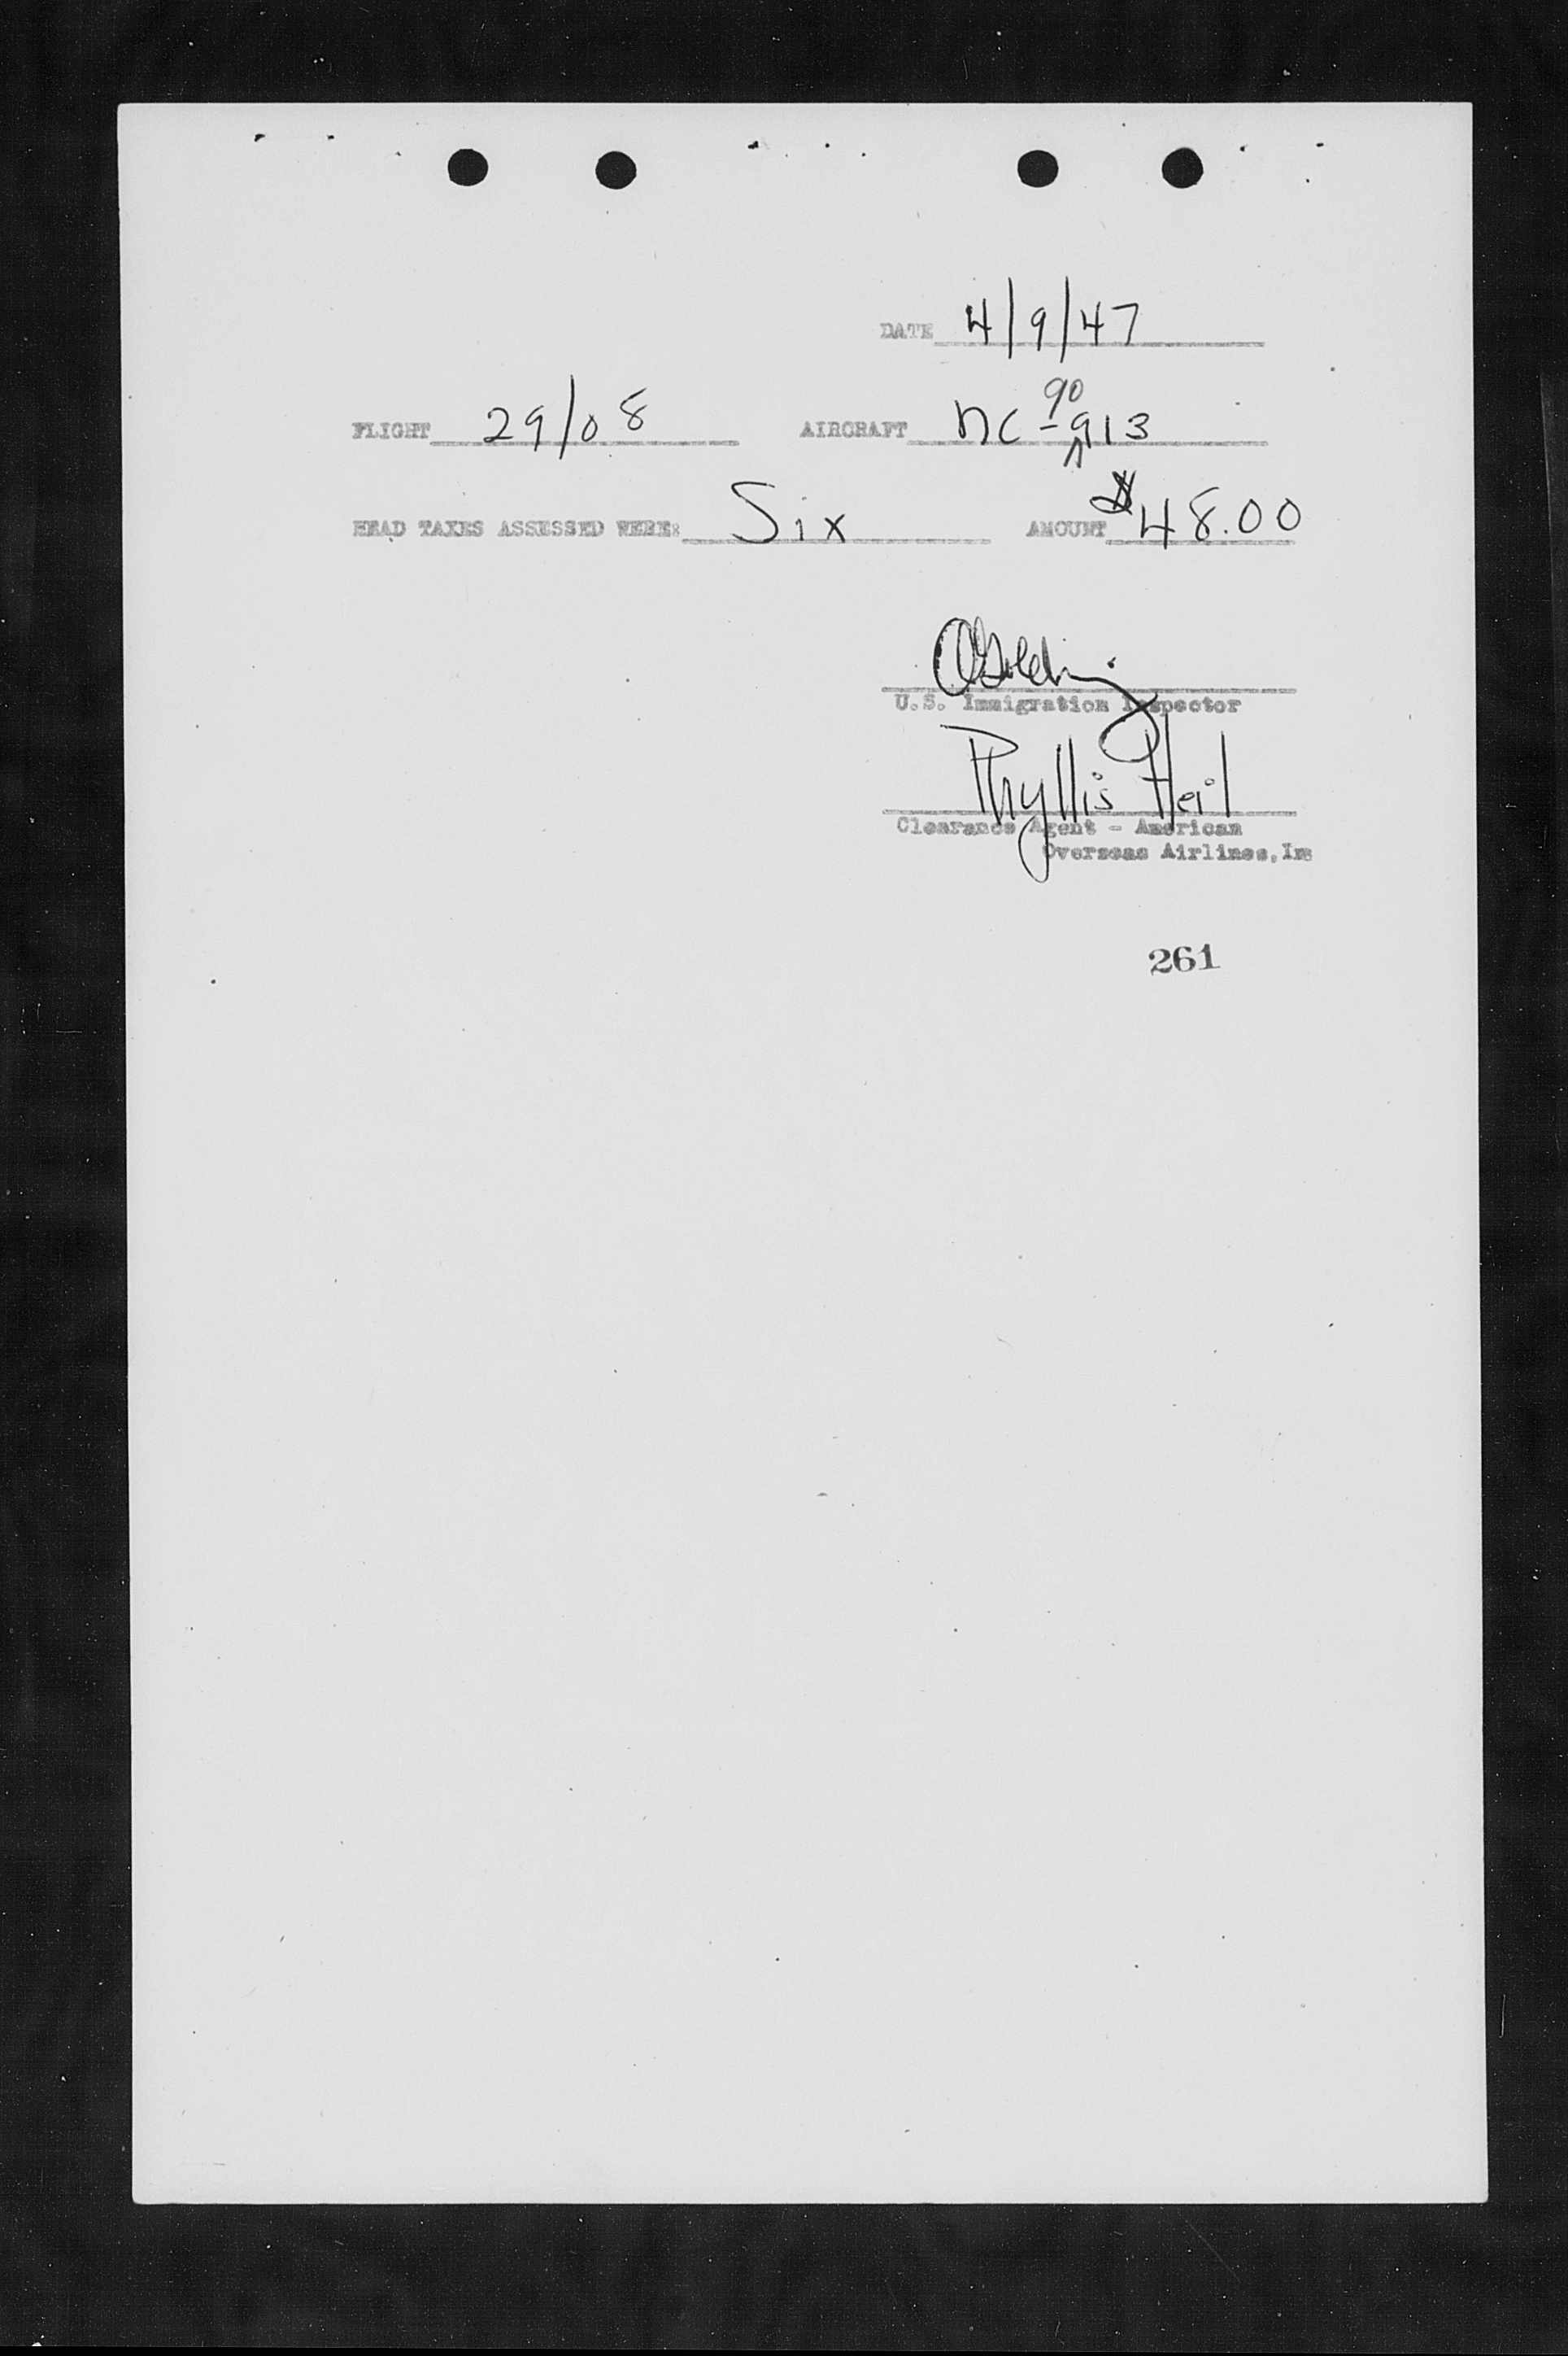 DATE 4/9/47
FLIGHT 29/08 AIRCRAFT NC-90913
HEAD TAXES ASSESSED WERE: Six AMOUNT $48.00
U.S. Immigration Inspector
Phyllis Heil
Clearance Agent - American
Overseas Airlines, Inc
261